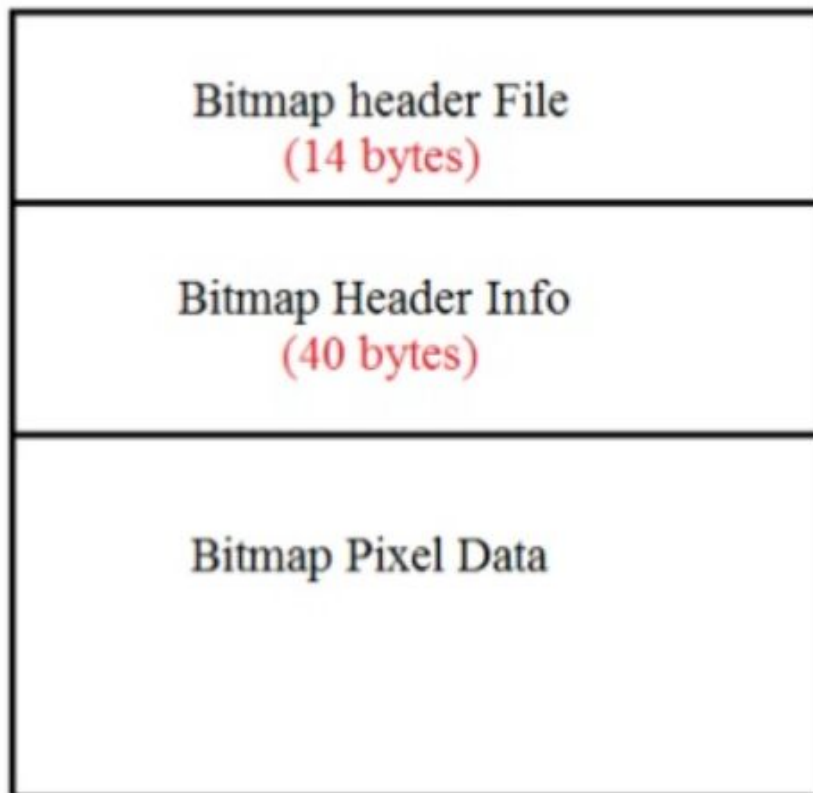 Bitmap header File
(14 bytes)
Bitmap Header Info
(40 bytes)
Bitmap Pixel Data